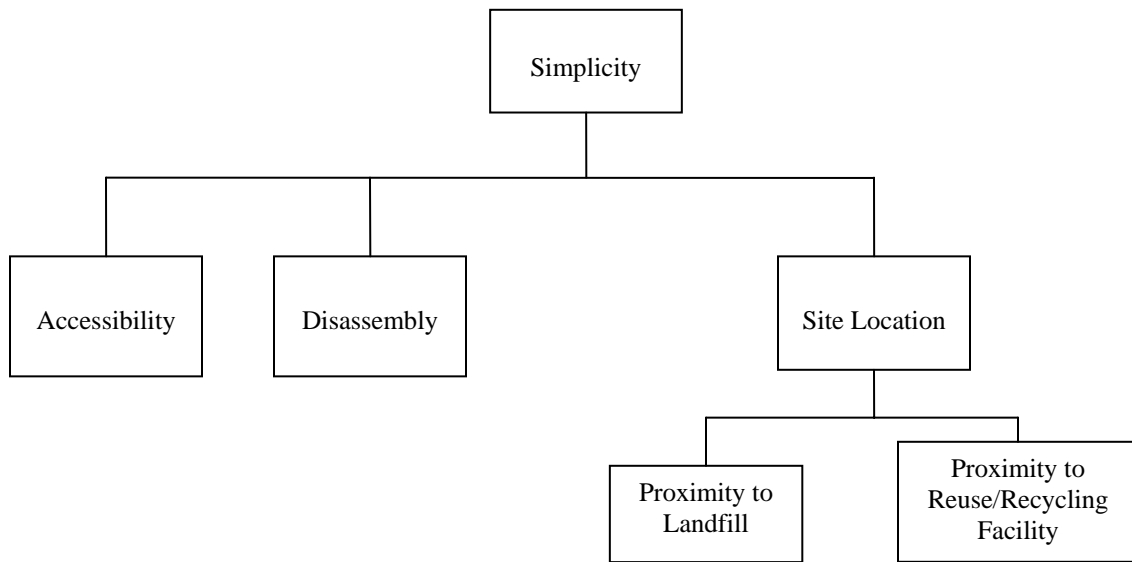 Simplicity
Accessibility
Disassembly
Site Location
Proximity to
Landfill
Proximity to
Reuse/Recycling
Facility